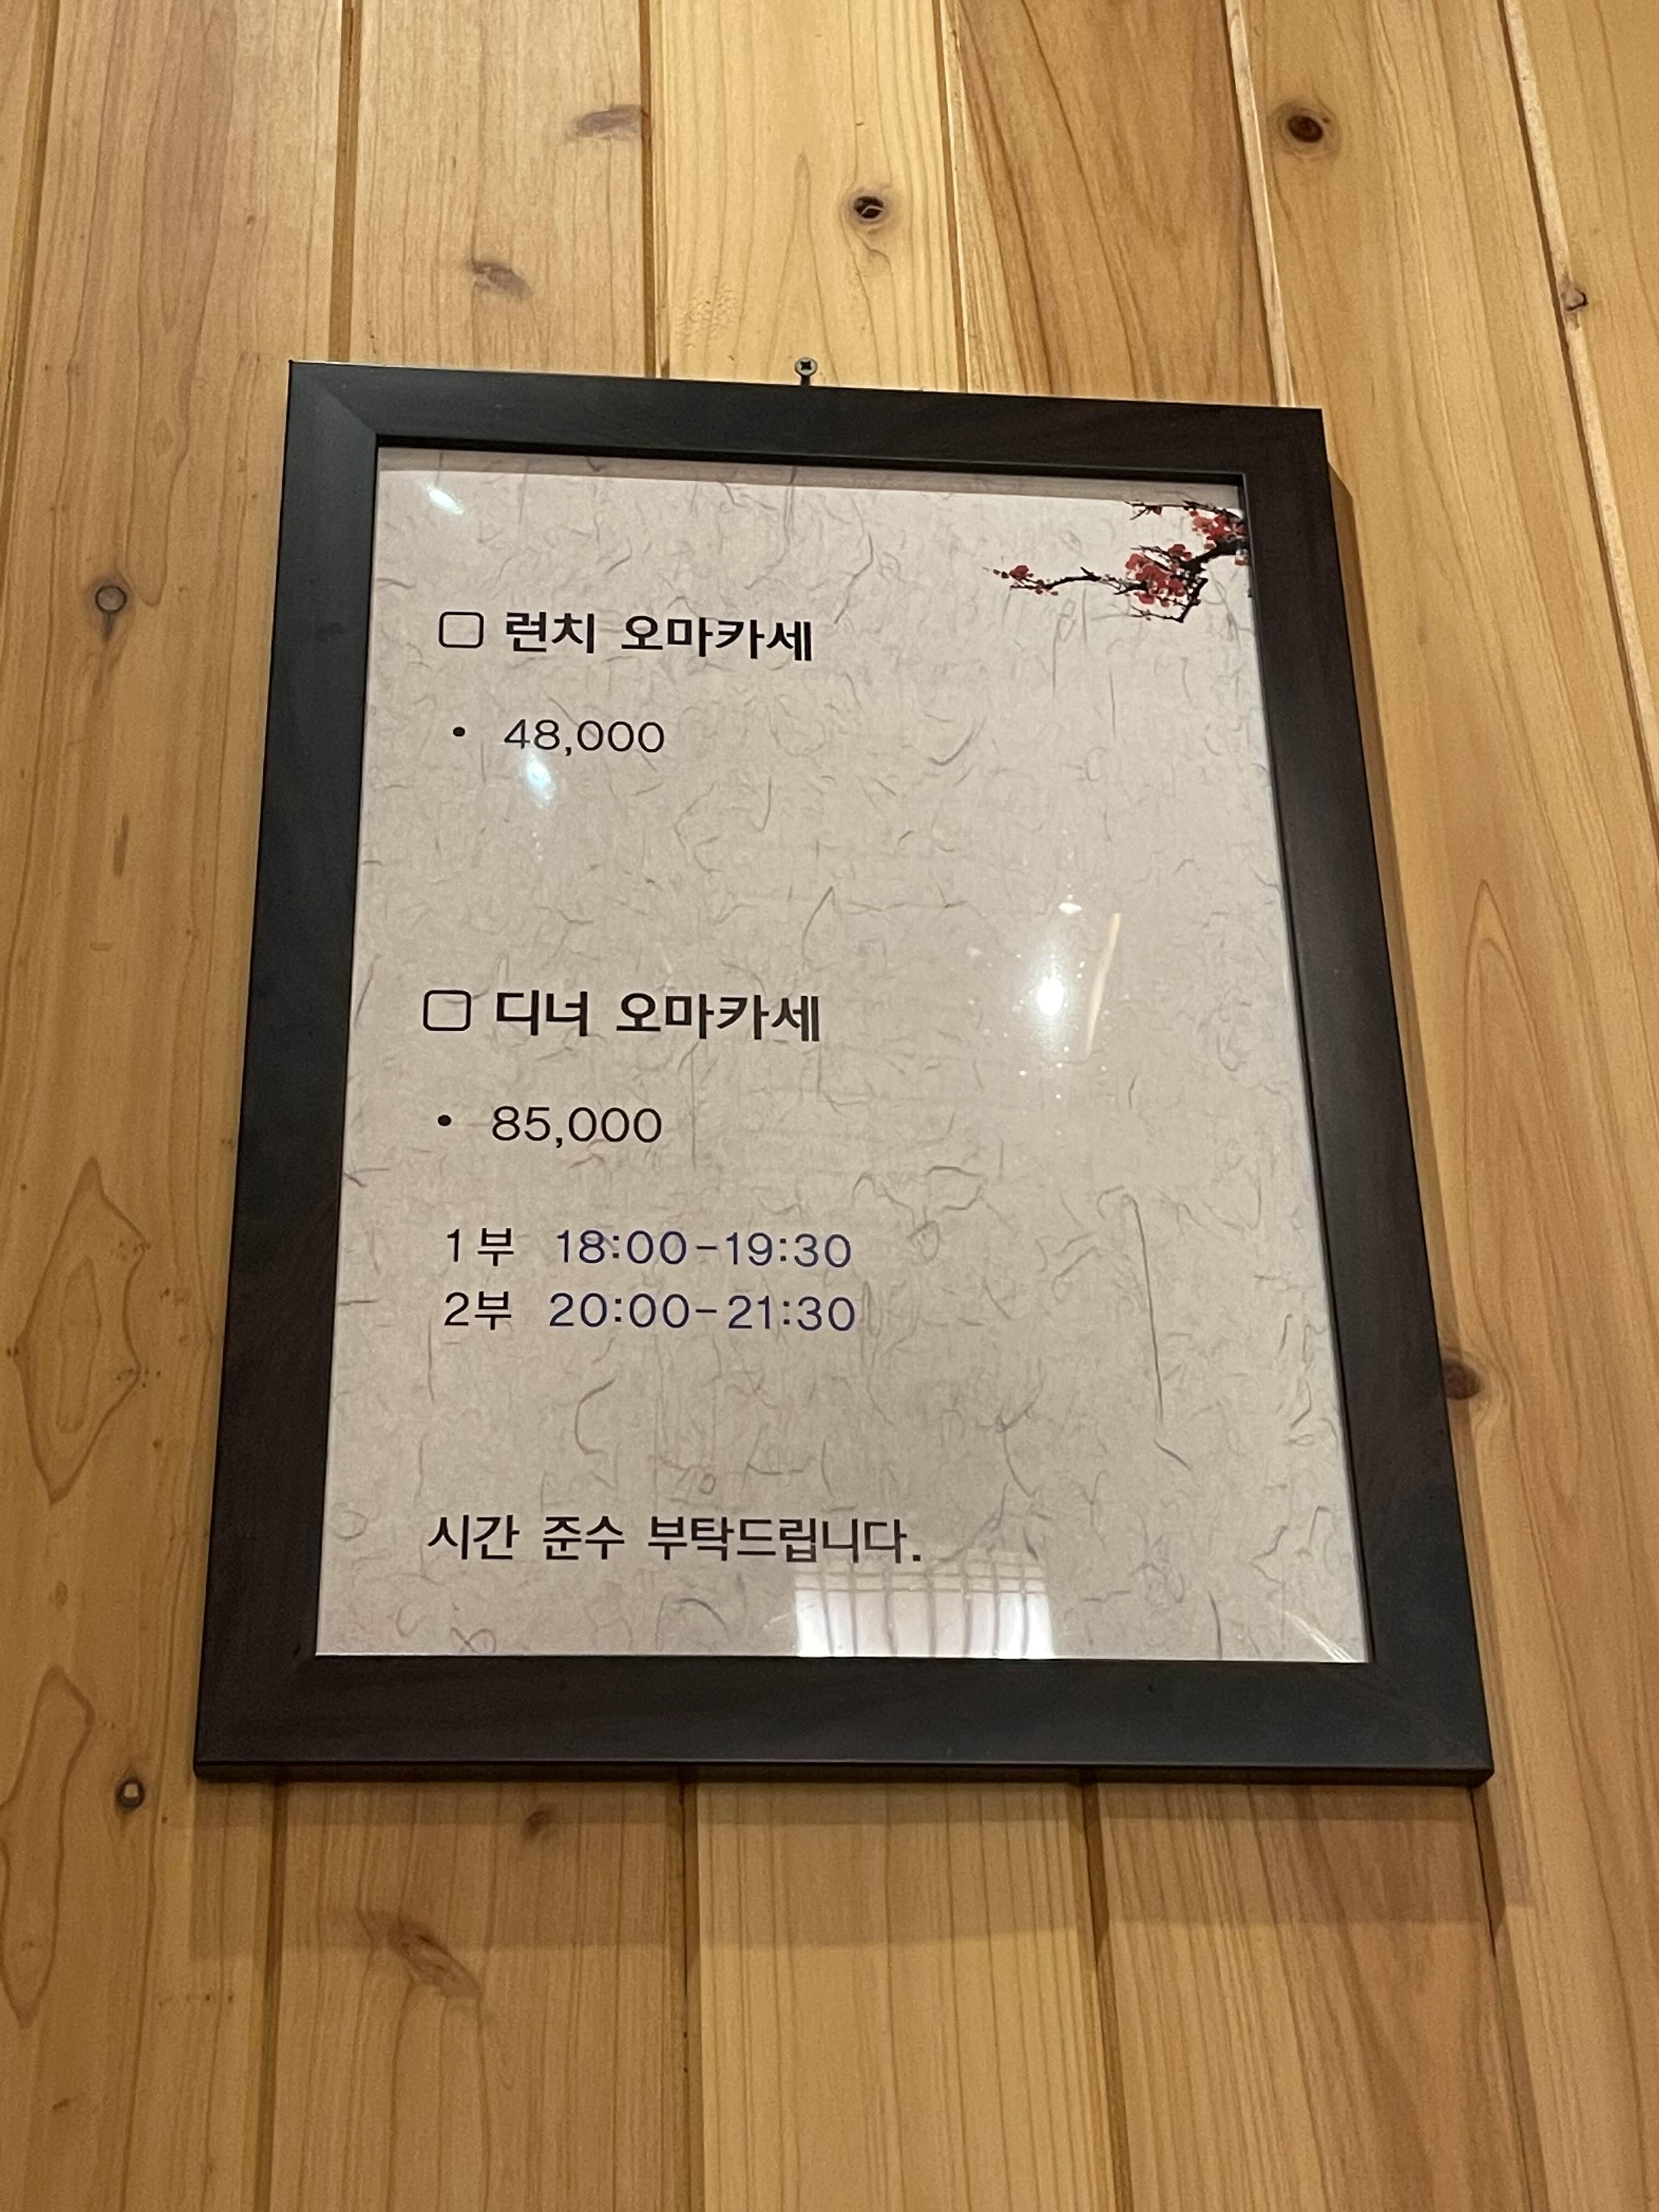 ▢ 런치 오마카세
• 48,000
▢ 디너 오마카세
• 85,000
1부 18:00-19:30
2부 20:00-21:30
시간 준수 부탁드립니다.